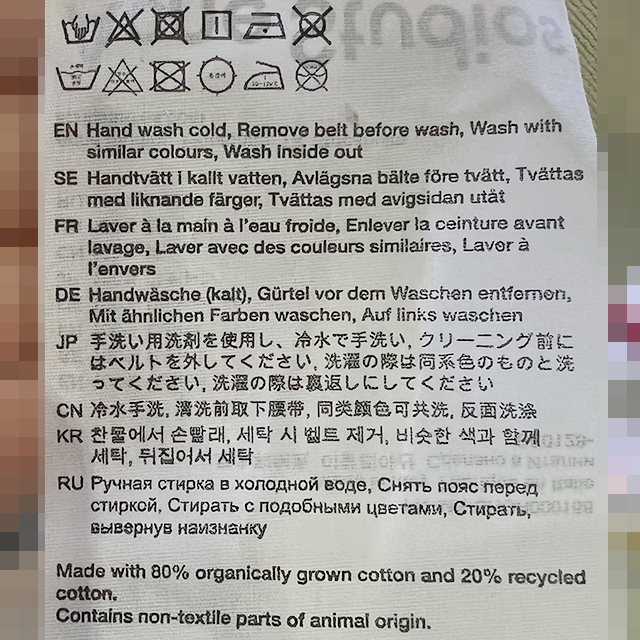 EN Hand wash cold, Remove belt before wash, Wash with
similar colours, Wash inside out
SE Handtvätt i kallt vatten, Avlägsna bälte före tvätt, Tvättas
med liknande färger, Tvättas med avigsidan utåt
FR Laver à la main à l'eau froide, Enlever la ceinture avant
lavage, Laver avec des couleurs similaires, Laver à
l'envers
DE Handwäsche (kalt), Gürtel vor dem Waschen entfernen,
Mit ähnlichen Farben waschen, Auf links waschen
JP 手洗い用洗剤を使用し、冷水で手洗い, クリーニング前に
はベルトを外してください, 洗濯の際は同系色のものと洗
ってください, 洗濯の際は裏返しにしてください
CN 冷水手洗, 清洗前取下腰带, 同类颜色可共洗, 反面洗涤
KR 찬물에서 손빨래, 세탁 시 벨트 제거, 비슷한 색과 함께
세탁, 뒤집어서 세탁
RU Ручная стирка в холодной воде, Снять пояс перед
стиркой, Стирать с подобными цветами, Стирать,
вывернув наизнанку
Made with 80% organically grown cotton and 20% recycled
cotton.
Contains non-textile parts of animal origin.